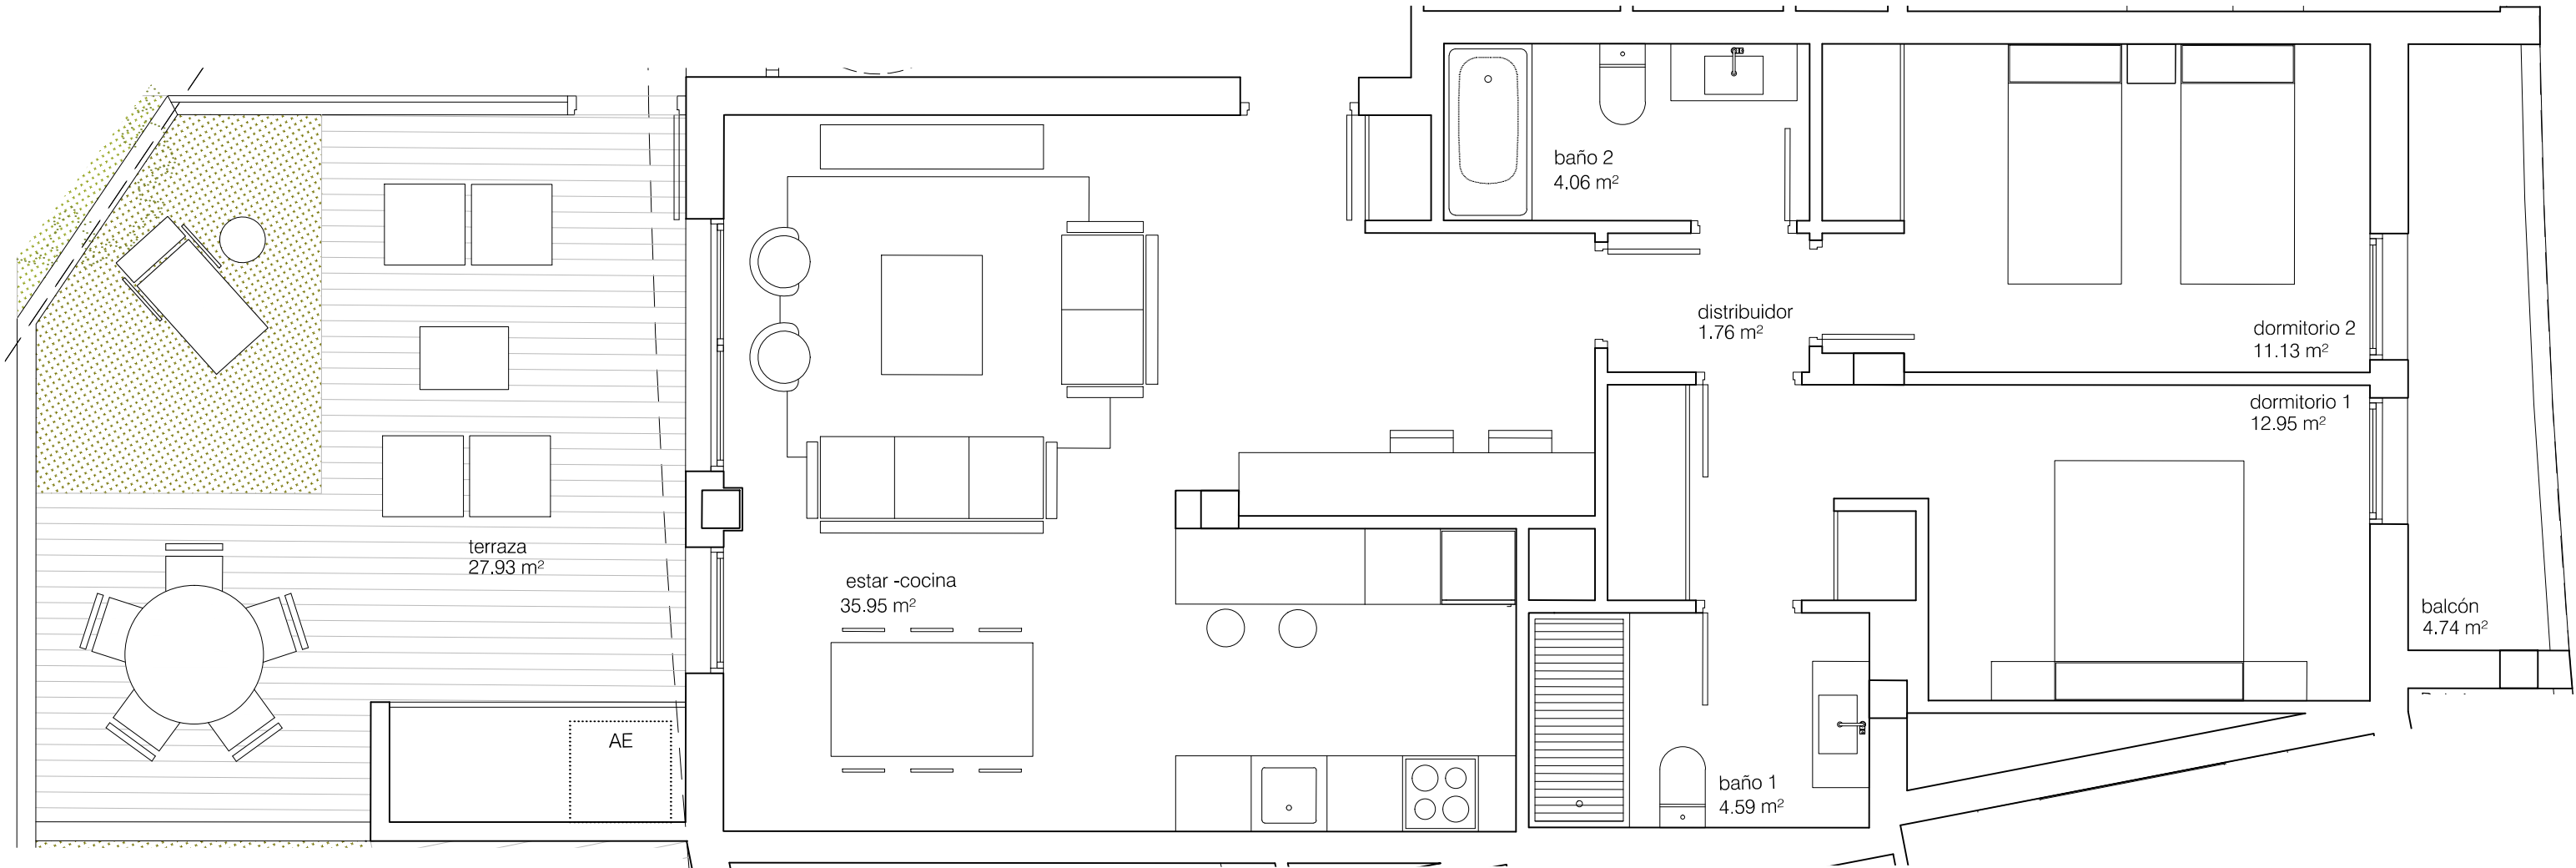 baño 2
4.06 m²
distribuidor
1.76 m²
dormitorio 2
11.13 m²
dormitorio 1
12.95 m²
terraza
27.93 m²
estar -cocina
35.95 m²
balcón
4.74 m²
AE
baño 1
4.59 m²